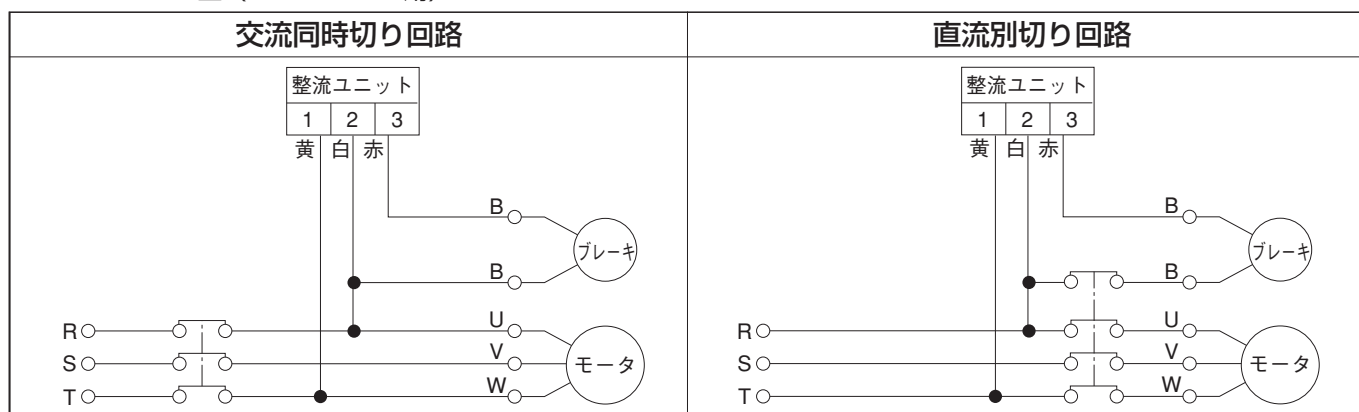 交流同時切り回路
整流ユニット
1 2 3
黄 白 赤
B
ブレーキ
B
R U
S V モータ
T W
直流別切り回路
整流ユニット
1 2 3
黄 白 赤
B
ブレーキ
B
R U
S V モータ
T W